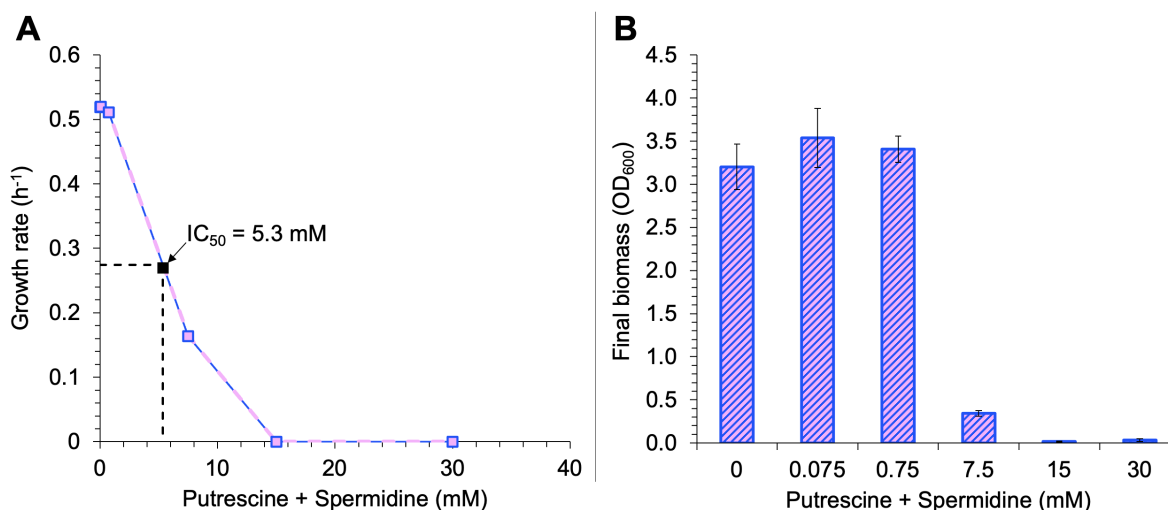 A
Growth rate (h⁻¹)
0.6
0.5
0.4
0.3
0.2
0.1
0
IC₅₀ = 5.3 mM
0 10 20 30 40
Putrescine + Spermidine (mM)
B
Final biomass (OD₆₀₀)
4.5
4.0
3.5
3.0
2.5
2.0
1.5
1.0
0.5
0.0
0 0.075 0.75 7.5 15 30
Putrescine + Spermidine (mM)